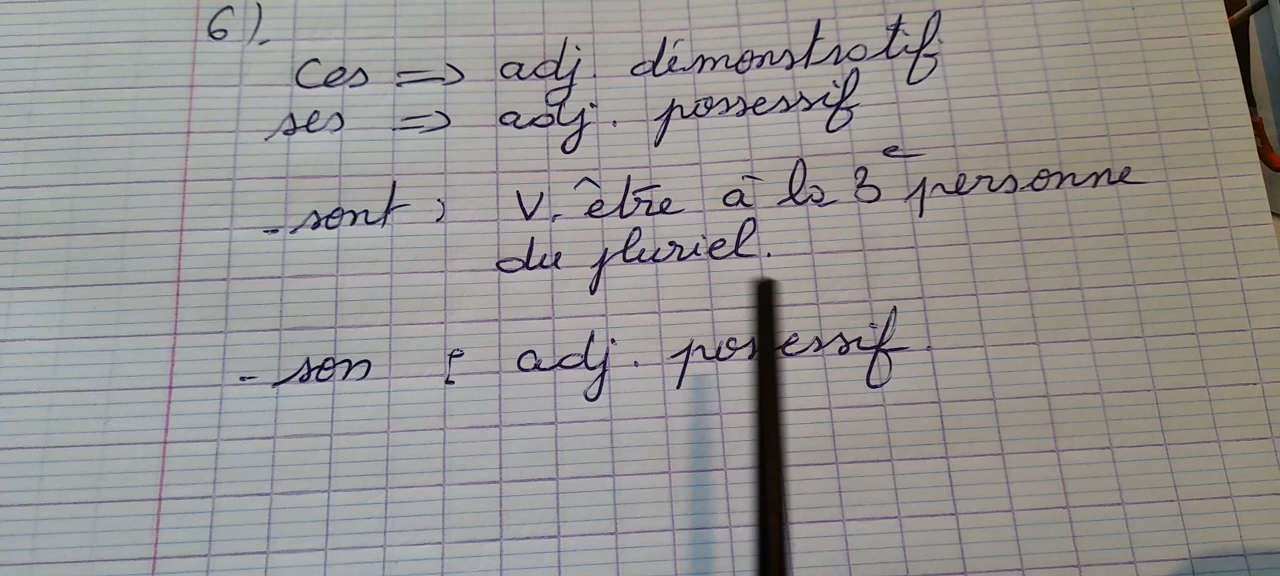 6).
Ces => adj. démonstratif
ses => adj. possessif
- sont : v. être à la 3e personne
du pluriel.
- son : adj. possessif.